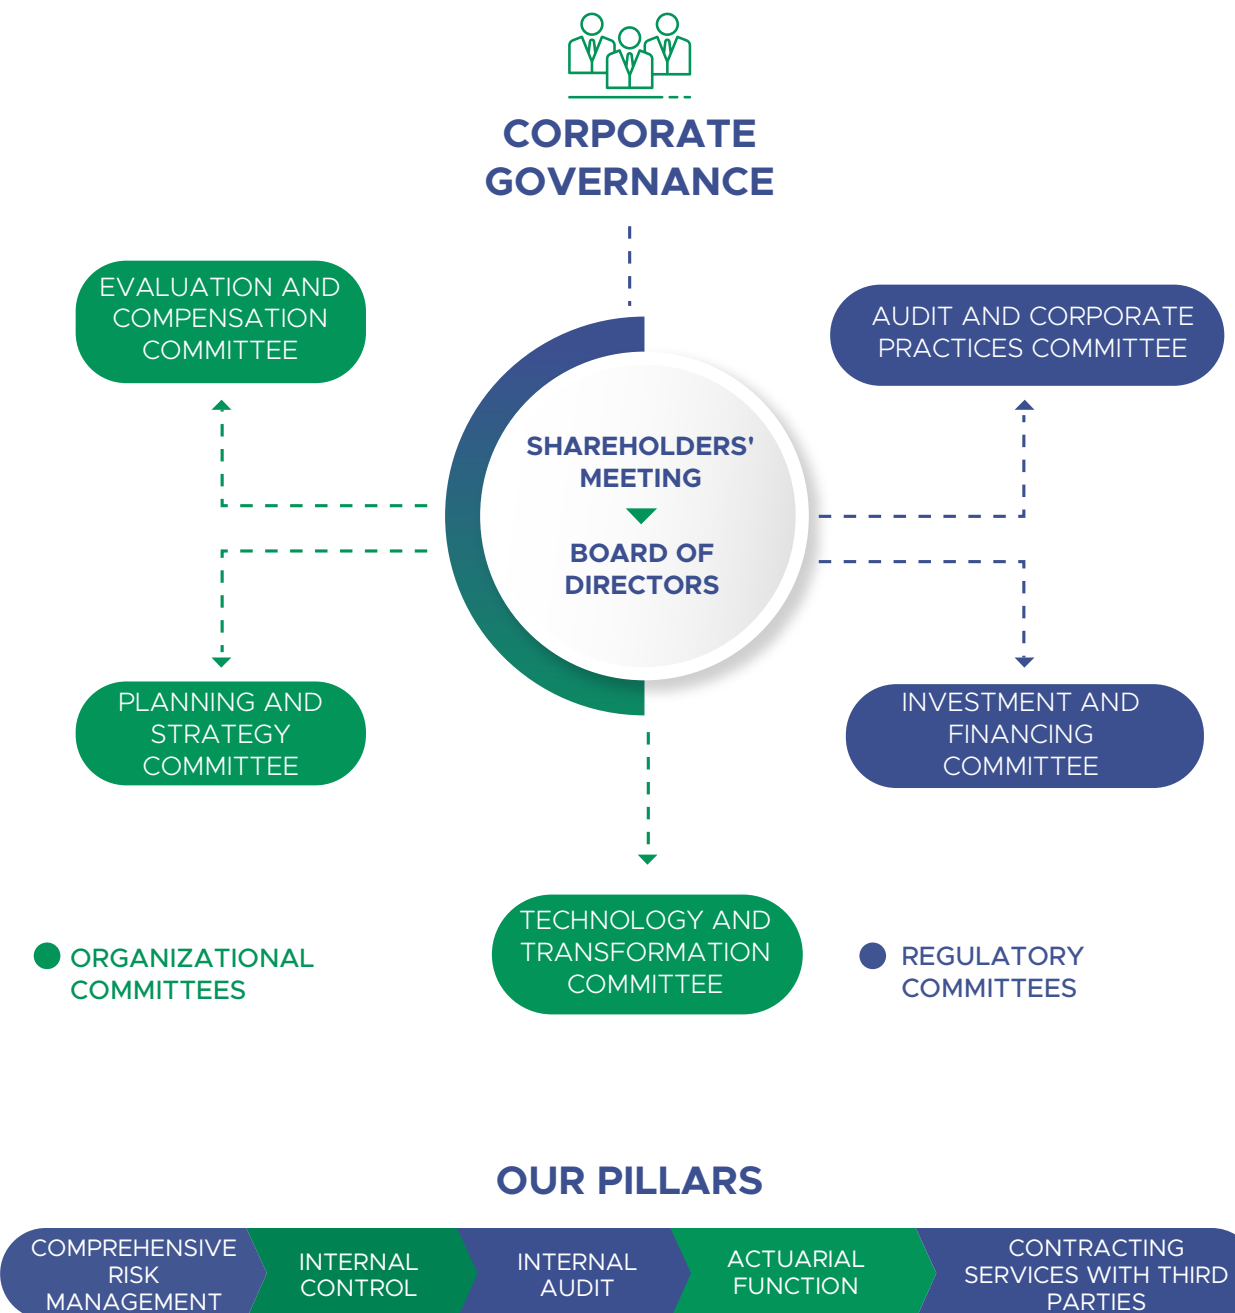 CORPORATE
GOVERNANCE
EVALUATION AND
COMPENSATION
COMMITTEE
AUDIT AND CORPORATE
PRACTICES COMMITTEE
SHAREHOLDERS'
MEETING
BOARD OF
DIRECTORS
PLANNING AND
STRATEGY
COMMITTEE
INVESTMENT AND
FINANCING
COMMITTEE
TECHNOLOGY AND
TRANSFORMATION
COMMITTEE
ORGANIZATIONAL
COMMITTEES
REGULATORY
COMMITTEES
OUR PILLARS
COMPREHENSIVE
RISK
MANAGEMENT
INTERNAL
CONTROL
INTERNAL
AUDIT
ACTUARIAL
FUNCTION
CONTRACTING
SERVICES WITH THIRD
PARTIES